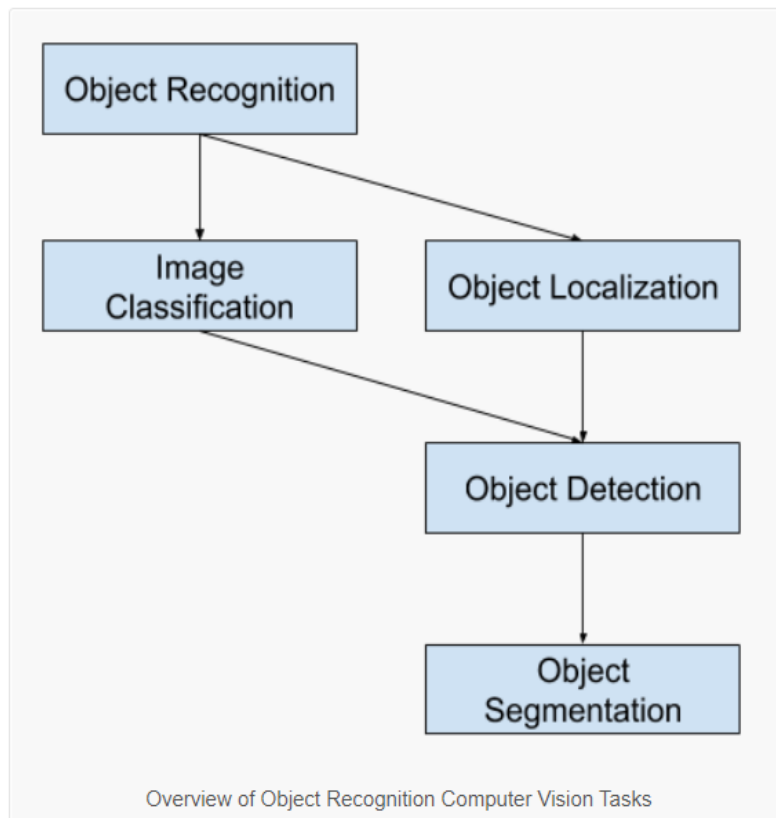 Object Recognition
Image
Classification
Object Localization
Object Detection
Object
Segmentation
Overview of Object Recognition Computer Vision Tasks